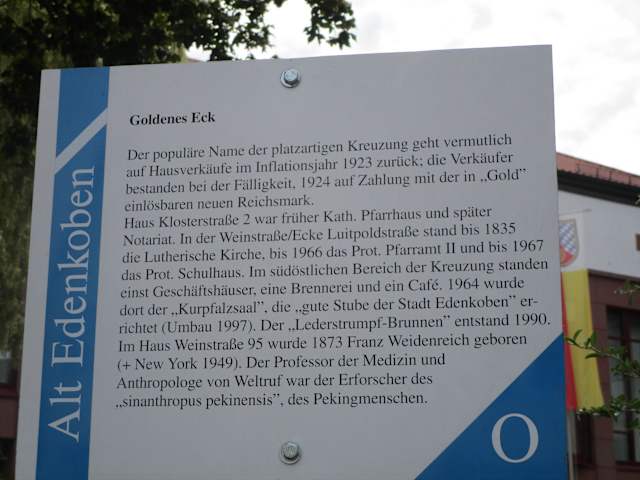 Goldenes Eck
Der populäre Name der platzartigen Kreuzung geht vermutlich
auf Hausverkäufe im Inflationsjahr 1923 zurück; die Verkäufer
bestanden bei der Fälligkeit, 1924 auf Zahlung mit der in „Gold”
einlösbaren neuen Reichsmark.
Haus Klosterstraße 2 war früher Kath. Pfarrhaus und später
Notariat. In der Weinstraße/Ecke Luitpoldstraße stand bis 1835
die Lutherische Kirche, bis 1966 das Prot. Pfarramt II und bis 1967
das Prot. Schulhaus. Im südöstlichen Bereich der Kreuzung standen
einst Geschäftshäuser, eine Brennerei und ein Café. 1964 wurde
dort der „Kurpfalzsaal”, die „gute Stube der Stadt Edenkoben” er-
richtet (Umbau 1997). Der „Lederstrumpf-Brunnen” entstand 1990.
Im Haus Weinstraße 95 wurde 1873 Franz Weidenreich geboren
(+ New York 1949). Der Professor der Medizin und
Anthropologe von Weltruf war der Erforscher des
„sinanthropus pekinensis”, des Pekingmenschen.
Alt Edenkoben
O